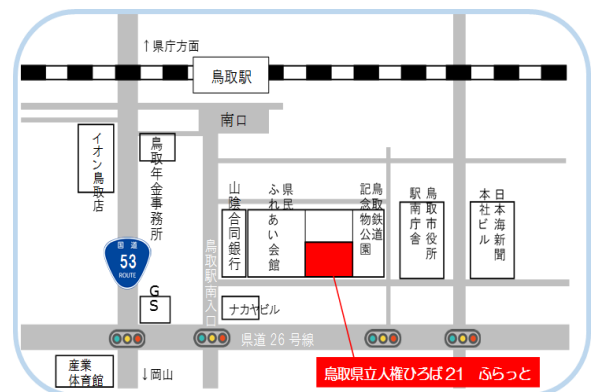 ↑県庁方面
鳥取駅
南口
イオン鳥取店
鳥取年金事務所
山陰合同銀行
県民
ふれあい会館
鳥取鉄道
記念物公園
鳥取市役所
駅南庁舎
日本海新聞
本社ビル
国道
53
ROUTE
鳥取駅南入口
GS
ナカヤビル
県道26号線
産業
体育館
↓岡山
鳥取県立人権ひろば21 ふらっと